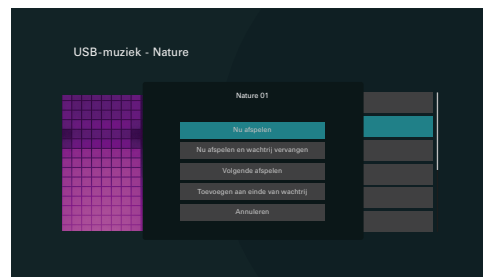 USB-muziek - Nature
Nature 01
Nu afspelen
Nu afspelen en wachtrij vervangen
Volgende afspelen
Toevoegen aan einde van wachtrij
Annuleren